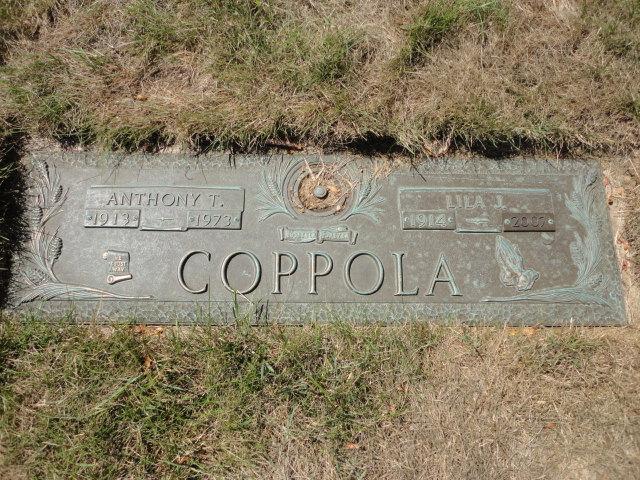 ANTHONY T.
1913 1973
LILA J.
1914 2007
COPPOLA